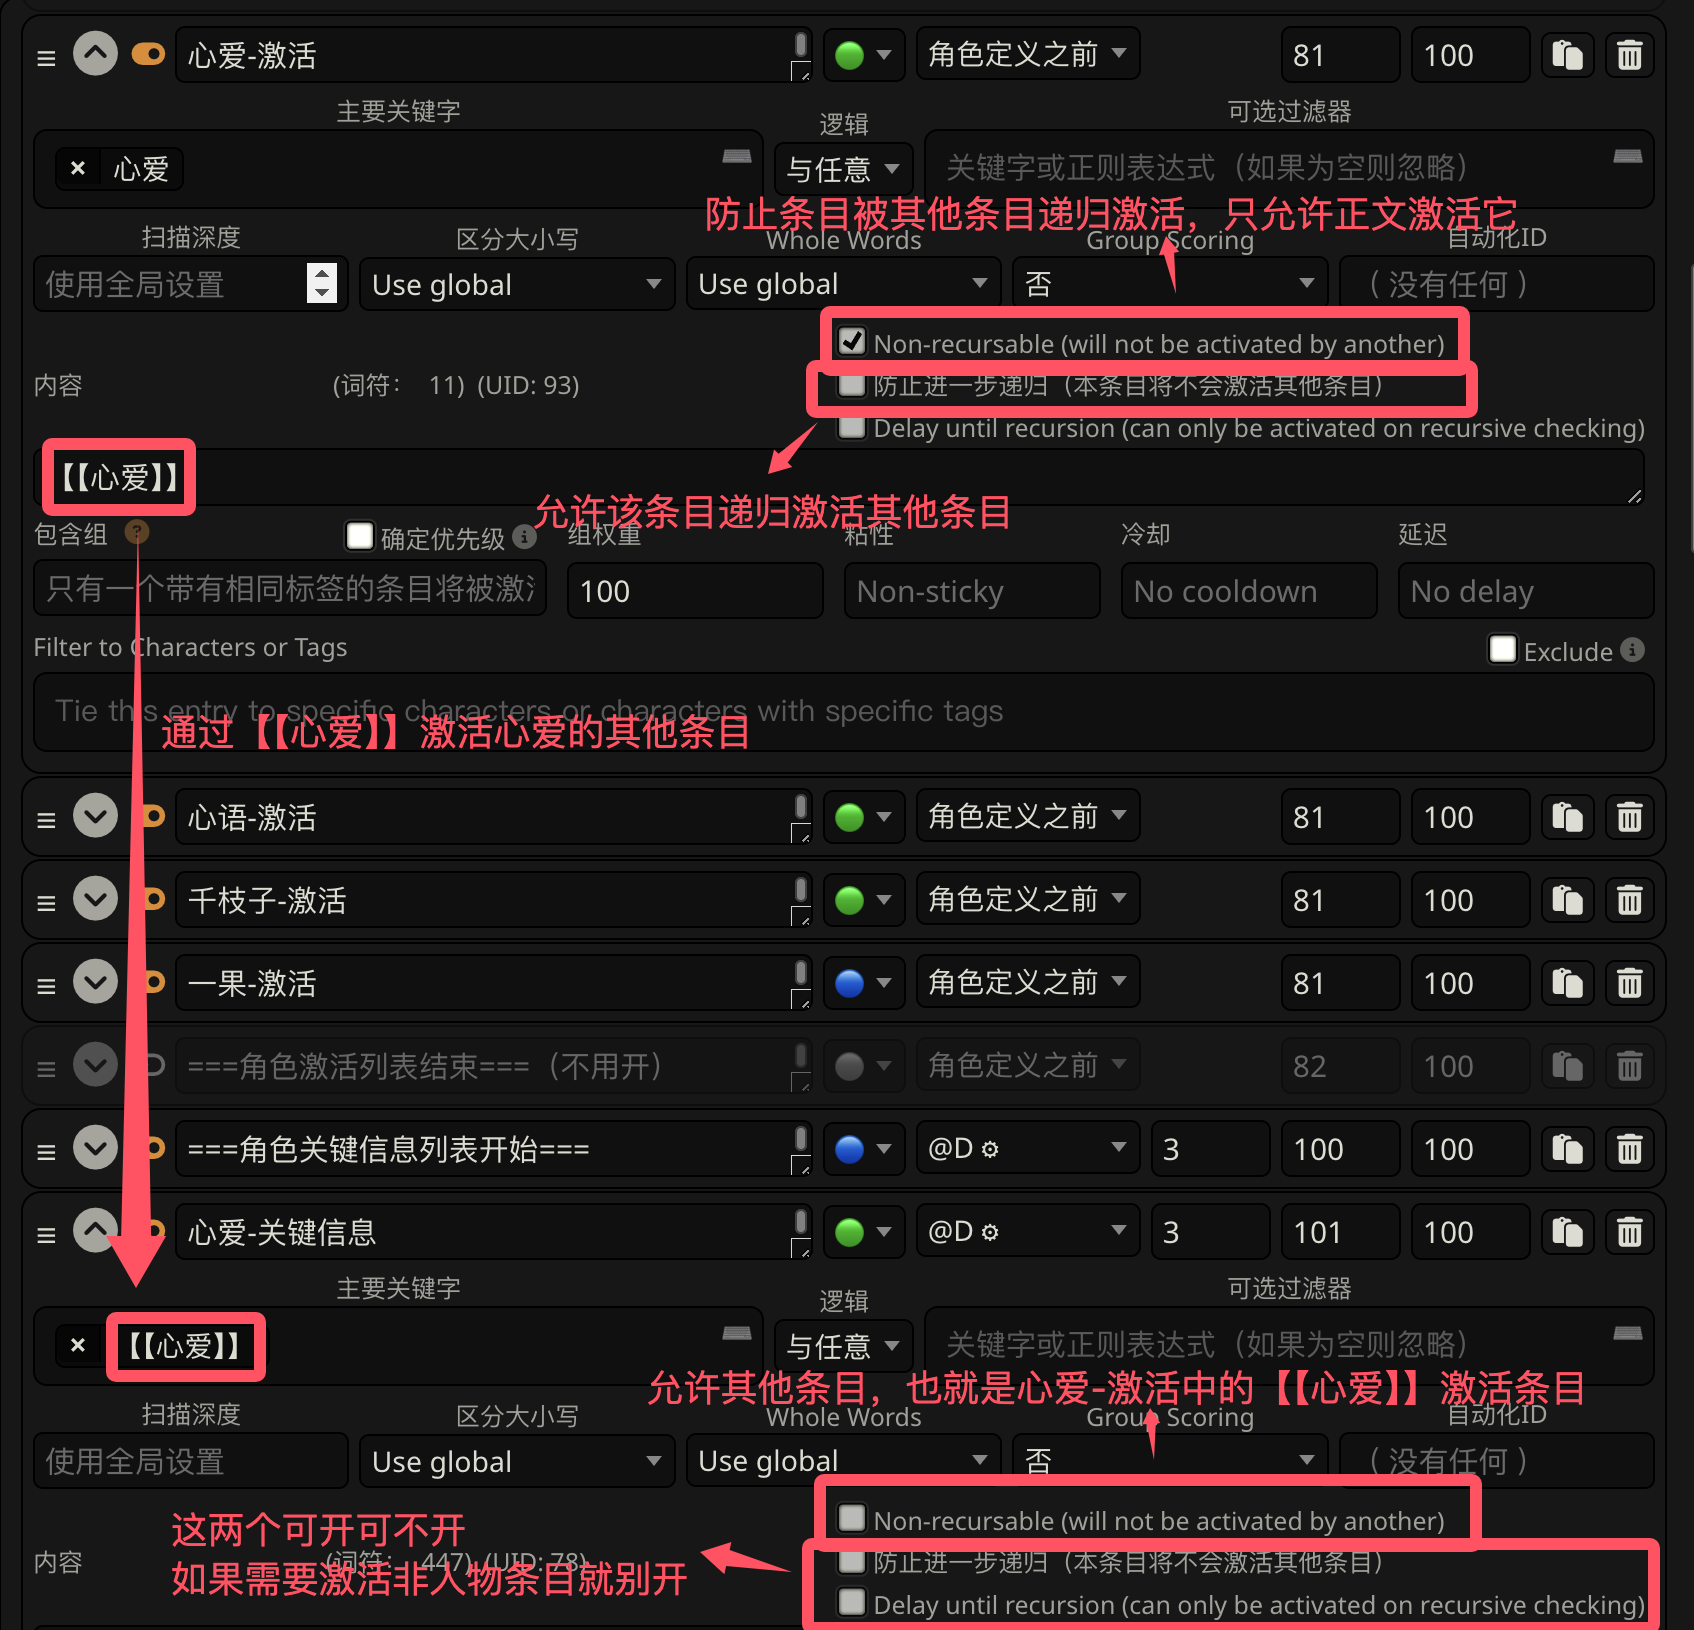 心爱-激活
角色定义之前
81
100
主要关键字
逻辑
可选过滤器
× 心爱
与任意
关键字或正则表达式（如果为空则忽略）
防止条目被其他条目递归激活，只允许正文激活它
扫描深度
区分大小写
Whole Words
Group Scoring
自动化ID
使用全局设置
Use global
Use global
否
（没有任何）
Non-recursable (will not be activated by another)
内容
(词符： 11) (UID: 93)
防止进一步递归（本条目将不会激活其他条目）
Delay until recursion (can only be activated on recursive checking)
【【心爱】】
允许该条目递归激活其他条目
包含组
?
确定优先级
组权重
粘性
冷却
延迟
只有一个带有相同标签的条目将被激活
100
Non-sticky
No cooldown
No delay
Filter to Characters or Tags
Exclude
Tie this entry to specific characters or characters with specific tags
通过【【心爱】】激活心爱的其他条目
心语-激活
角色定义之前
81
100
千枝子-激活
角色定义之前
81
100
一果-激活
角色定义之前
81
100
===角色激活列表结束===（不用开）
角色定义之前
82
100
===角色关键信息列表开始===
@D ⚙
3
100
100
心爱-关键信息
@D ⚙
3
101
100
主要关键字
逻辑
可选过滤器
× 【【心爱】】
与任意
关键字或正则表达式（如果为空则忽略）
允许其他条目，也就是心爱-激活中的【【心爱】】激活条目
扫描深度
区分大小写
Whole Words
Group Scoring
自动化ID
使用全局设置
Use global
Use global
否
（没有任何）
Non-recursable (will not be activated by another)
这两个可开可不开
内容
(词符： 447) (UID: 78)
防止进一步递归（本条目将不会激活其他条目）
如果需要激活非人物条目就别开
Delay until recursion (can only be activated on recursive checking)